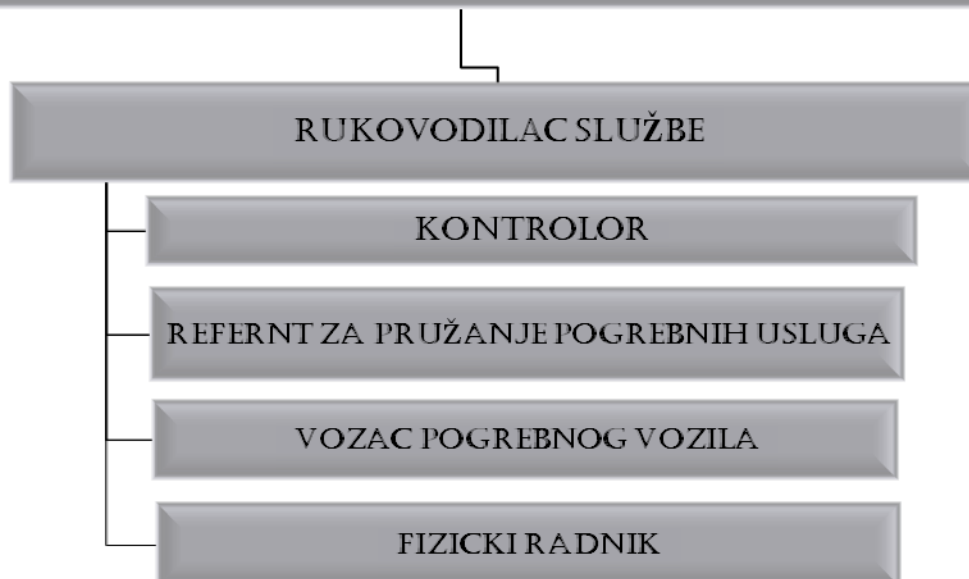 RUKOVODILAC SLUŽBE
KONTROLOR
REFERNT ZA PRUŽANJE POGREBNIH USLUGA
VOZAC POGREBNOG VOZILA
FIZICKI RADNIK